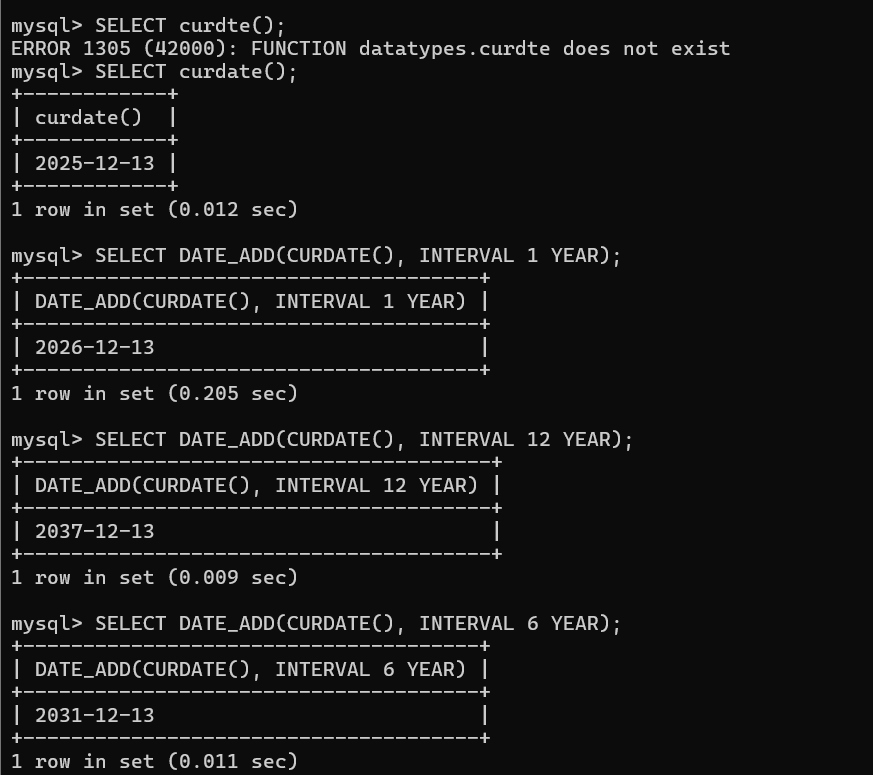 mysql> SELECT curdte();
ERROR 1305 (42000): FUNCTION datatypes.curdte does not exist
mysql> SELECT curdate();
+------------+
| curdate()  |
+------------+
| 2025-12-13 |
+------------+
1 row in set (0.012 sec)

mysql> SELECT DATE_ADD(CURDATE(), INTERVAL 1 YEAR);
+--------------------------------------+
| DATE_ADD(CURDATE(), INTERVAL 1 YEAR) |
+--------------------------------------+
| 2026-12-13                           |
+--------------------------------------+
1 row in set (0.205 sec)

mysql> SELECT DATE_ADD(CURDATE(), INTERVAL 12 YEAR);
+---------------------------------------+
| DATE_ADD(CURDATE(), INTERVAL 12 YEAR) |
+---------------------------------------+
| 2037-12-13                            |
+---------------------------------------+
1 row in set (0.009 sec)

mysql> SELECT DATE_ADD(CURDATE(), INTERVAL 6 YEAR);
+--------------------------------------+
| DATE_ADD(CURDATE(), INTERVAL 6 YEAR) |
+--------------------------------------+
| 2031-12-13                           |
+--------------------------------------+
1 row in set (0.011 sec)